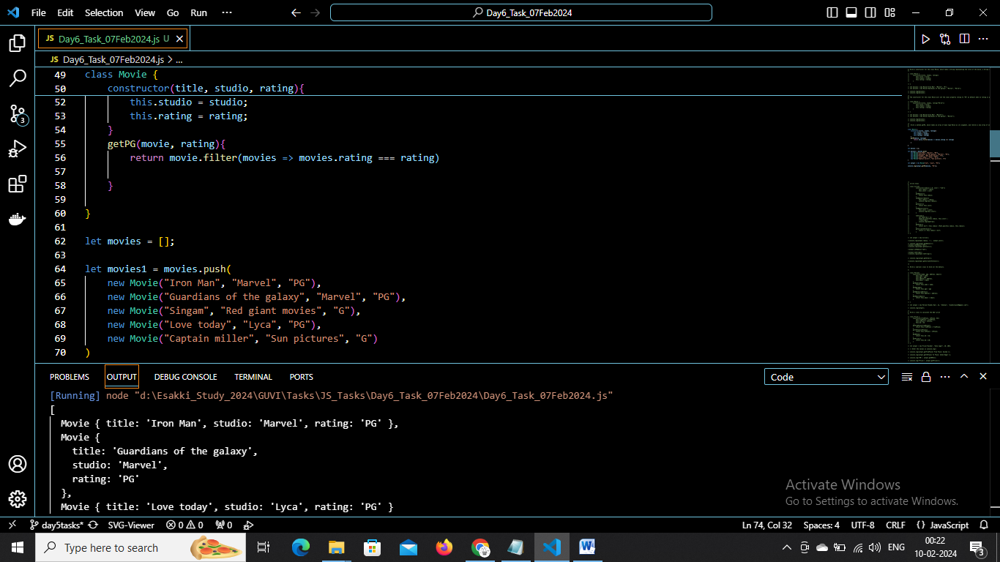 File Edit Selection View Go Run ··· Day6_Task_07Feb2024
JS Day6_Task_07Feb2024.js U
JS Day6_Task_07Feb2024.js > ...
49 class Movie {
50 constructor(title, studio, rating){
52 this.studio = studio;
53 this.rating = rating;
54 }
55 getPG(movie, rating){
56 return movie.filter(movies => movies.rating === rating)
57
58 }
59
60 }
61
62 let movies = [];
63
64 let movies1 = movies.push(
65 new Movie("Iron Man", "Marvel", "PG"),
66 new Movie("Guardians of the galaxy", "Marvel", "PG"),
67 new Movie("Singam", "Red giant movies", "G"),
68 new Movie("Love today", "Lyca", "PG"),
69 new Movie("Captain miller", "Sun pictures", "G")
70 )
3
PROBLEMS OUTPUT DEBUG CONSOLE TERMINAL PORTS Code
[Running] node "d:\Esakki_Study_2024\GUVI\Tasks\JS_Tasks\Day6_Task_07Feb2024\Day6_Task_07Feb2024.js"
[
Movie { title: 'Iron Man', studio: 'Marvel', rating: 'PG' },
Movie {
title: 'Guardians of the galaxy',
studio: 'Marvel',
rating: 'PG'
},
Movie { title: 'Love today', studio: 'Lyca', rating: 'PG' }
Activate Windows
Go to Settings to activate Windows.
day5tasks* SVG-Viewer 0 0 0 Ln 74, Col 32 Spaces: 4 UTF-8 CRLF {} JavaScript
Type here to search ENG 00:22
10-02-2024 3